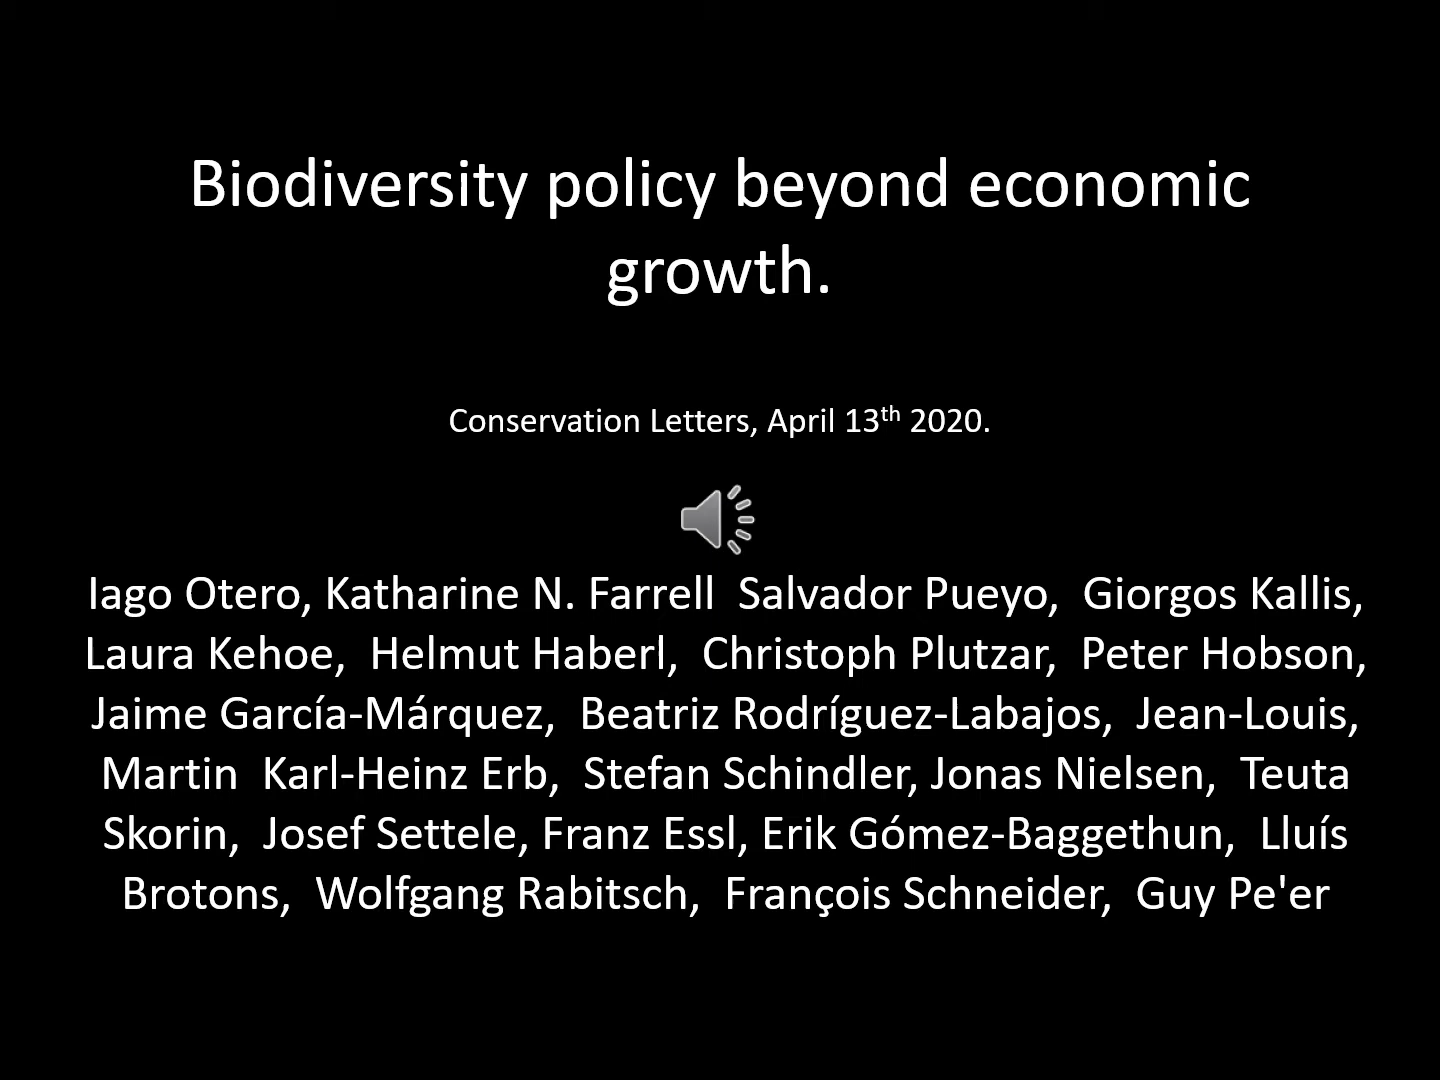 Biodiversity policy beyond economic
growth.
Conservation Letters, April 13th 2020.
Iago Otero, Katharine N. Farrell  Salvador Pueyo,  Giorgos Kallis,
Laura Kehoe,  Helmut Haberl,  Christoph Plutzar,  Peter Hobson,
Jaime García-Márquez,  Beatriz Rodríguez-Labajos,  Jean-Louis,
Martin  Karl-Heinz Erb,  Stefan Schindler, Jonas Nielsen,  Teuta
Skorin,  Josef Settele, Franz Essl, Erik Gómez-Baggethun,  Lluís
Brotons,  Wolfgang Rabitsch,  François Schneider,  Guy Pe'er